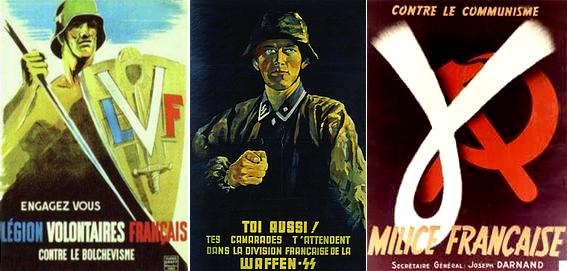 LVF
ENGAGEZ VOUS
LÉGION VOLONTAIRES FRANÇAIS
CONTRE LE BOLCHEVISME
TOI AUSSI!
TES CAMARADES T'ATTENDENT
DANS LA DIVISION FRANCAISE DE LA
WAFFEN-SS
CONTRE LE COMMUNISME
MILICE FRANÇAISE
SECRÉTAIRE GÉNÉRAL: JOSEPH DARNAND